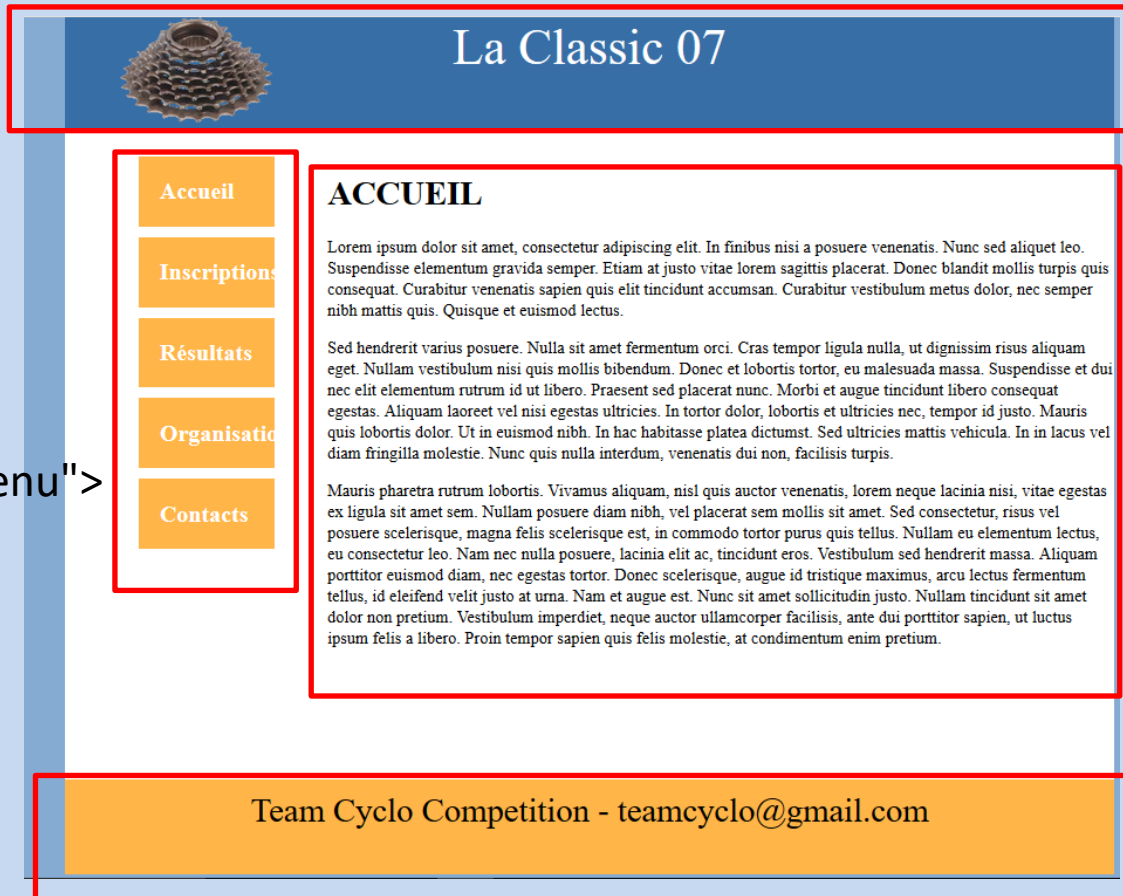 La Classic 07
Accueil
Inscriptions
Résultats
Organisatio
enu">
Contacts
ACCUEIL
Lorem ipsum dolor sit amet, consectetur adipiscing elit. In finibus nisi a posuere venenatis. Nunc sed aliquet leo.
Suspendisse elementum gravida semper. Etiam at justo vitae lorem sagittis placerat. Donec blandit mollis turpis quis
consequat. Curabitur venenatis sapien quis elit tincidunt accumsan. Curabitur vestibulum metus dolor, nec semper
nibh mattis quis. Quisque et euismod lectus.
Sed hendrerit varius posuere. Nulla sit amet fermentum orci. Cras tempor ligula nulla, ut dignissim risus aliquam
eget. Nullam vestibulum nisi quis mollis bibendum. Donec et lobortis tortor, eu malesuada massa. Suspendisse et dui
nec elit elementum rutrum id ut libero. Praesent sed placerat nunc. Morbi et augue tincidunt libero consequat
egestas. Aliquam laoreet vel nisi egestas ultricies. In tortor dolor, lobortis et ultricies nec, tempor id justo. Mauris
quis lobortis dolor. Ut in euismod nibh. In hac habitasse platea dictumst. Sed ultricies mattis vehicula. In in lacus vel
diam fringilla molestie. Nunc quis nulla interdum, venenatis dui non, facilisis turpis.
Mauris pharetra rutrum lobortis. Vivamus aliquam, nisl quis auctor venenatis, lorem neque lacinia nisi, vitae egestas
ex ligula sit amet sem. Nullam posuere diam nibh, vel placerat sem mollis sit amet. Sed consectetur, risus vel
posuere scelerisque, magna felis scelerisque est, in commodo tortor purus quis tellus. Nullam eu elementum lectus,
eu consectetur leo. Nam nec nulla posuere, lacinia elit ac, tincidunt eros. Vestibulum sed hendrerit massa. Aliquam
porttitor euismod diam, nec egestas tortor. Donec scelerisque, augue id tristique maximus, arcu lectus fermentum
tellus, id eleifend velit justo at urna. Nam et augue est. Nunc sit amet sollicitudin justo. Nullam tincidunt sit amet
dolor non pretium. Vestibulum imperdiet, neque auctor ullamcorper facilisis, ante dui porttitor sapien, ut luctus
ipsum felis a libero. Proin tempor sapien quis felis molestie, at condimentum enim pretium.
Team Cyclo Competition - teamcyclo@gmail.com